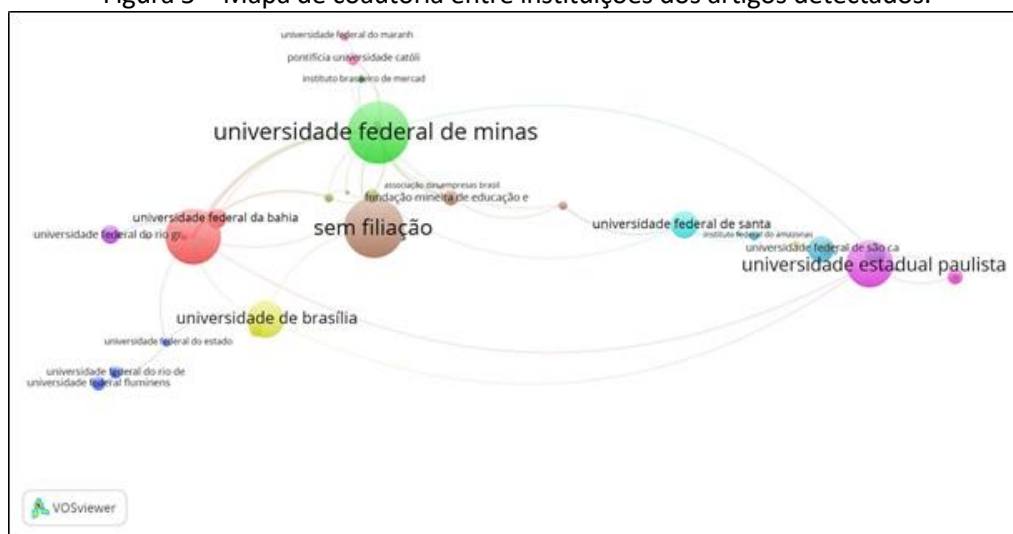 Figura 3 – Mapa de coautoria entre instituições dos artigos detectados.
universidade federal do maranh
pontifícia universidade católi
instituto brasileiro de mercad
universidade federal de minas
associação das empresas brasil
fundação mineira de educação e
universidade federal da bahia
sem filiação
universidade federal de santa
universidade federal do rio gr
instituto federal do amazonas
universidade federal de são ca
universidade estadual paulista
universidade de brasília
universidade federal do estado
universidade federal do rio de
universidade federal fluminens
VOSviewer